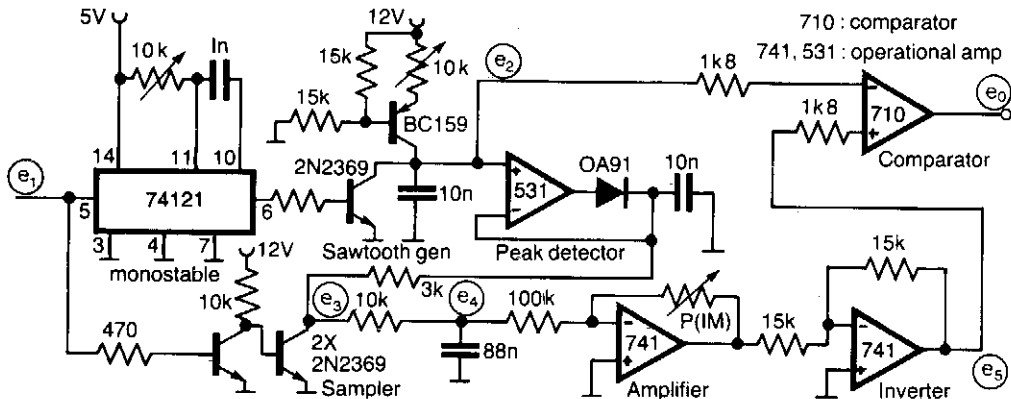 5V
12V
710 : comparator
741, 531 : operational amp
10k
In
15k
10k
e2
1k8
15k
BC159
1k8
710
e0
Comparator
14
11
10
e1
5
74121
6
2N2369
10n
531
OA91
10n
3
4
7
monostable
12V
Sawtooth gen
Peak detector
10k
3k
15k
e3
10k
e4
100k
P(IM)
15k
470
2X
2N2369
Sampler
88n
741
Amplifier
741
Inverter
e5